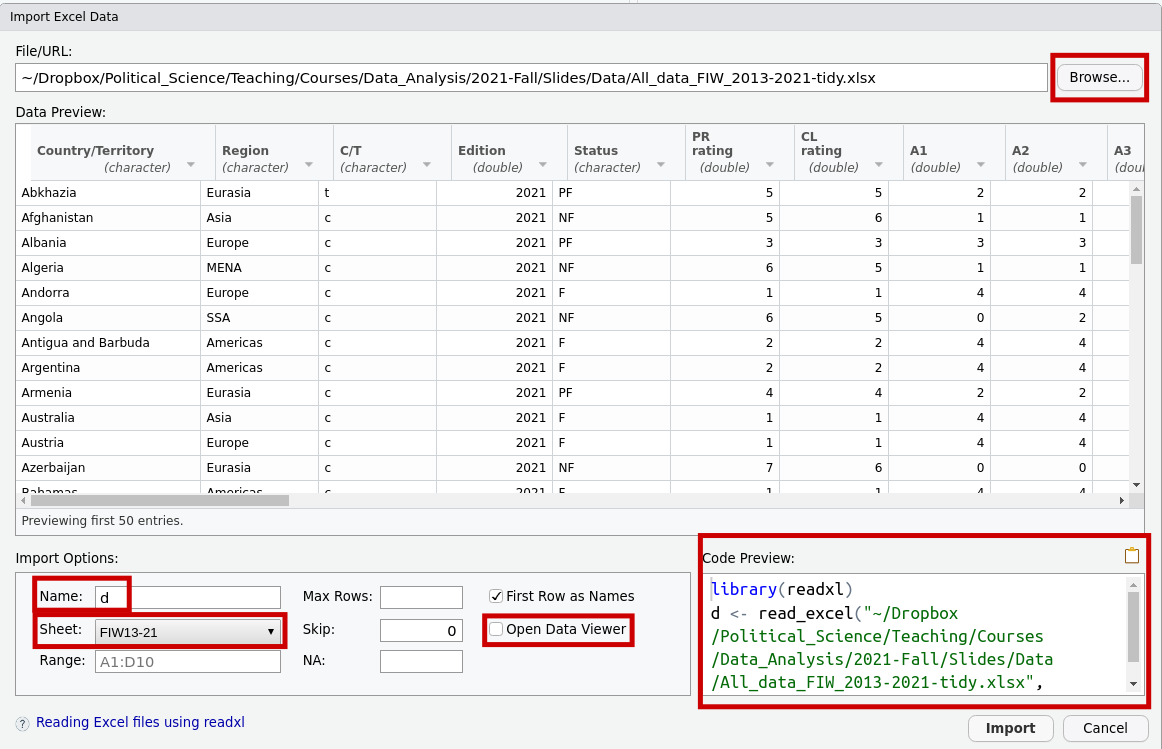 Import Excel Data
File/URL:
~/Dropbox/Political_Science/Teaching/Courses/Data_Analysis/2021-Fall/Slides/Data/All_data_FIW_2013-2021-tidy.xlsx Browse...
Data Preview:
Country/Territory (character) Region (character) C/T (character) Edition (double) Status (character) PR rating (double) CL rating (double) A1 (double) A2 (double) A3
Abkhazia Eurasia t 2021 PF 5 5 2 2
Afghanistan Asia c 2021 NF 5 6 1 1
Albania Europe c 2021 PF 3 3 3 3
Algeria MENA c 2021 NF 6 5 1 1
Andorra Europe c 2021 F 1 1 4 4
Angola SSA c 2021 NF 6 5 0 2
Antigua and Barbuda Americas c 2021 F 2 2 4 4
Argentina Americas c 2021 F 2 2 4 4
Armenia Eurasia c 2021 PF 4 4 2 2
Australia Asia c 2021 F 1 1 4 4
Austria Europe c 2021 F 1 1 4 4
Azerbaijan Eurasia c 2021 NF 7 6 0 0
Bahamas Americas c 2021 F 1 1 4 4
Previewing first 50 entries.
Import Options:
Name: d
Sheet: FIW13-21
Range: A1:D10
Max Rows:
Skip: 0
NA:
First Row as Names
Open Data Viewer
Code Preview:
library(readxl)
d <- read_excel("~/Dropbox
/Political_Science/Teaching/Courses
/Data_Analysis/2021-Fall/Slides/Data
/All_data_FIW_2013-2021-tidy.xlsx",
? Reading Excel files using readxl
Import Cancel